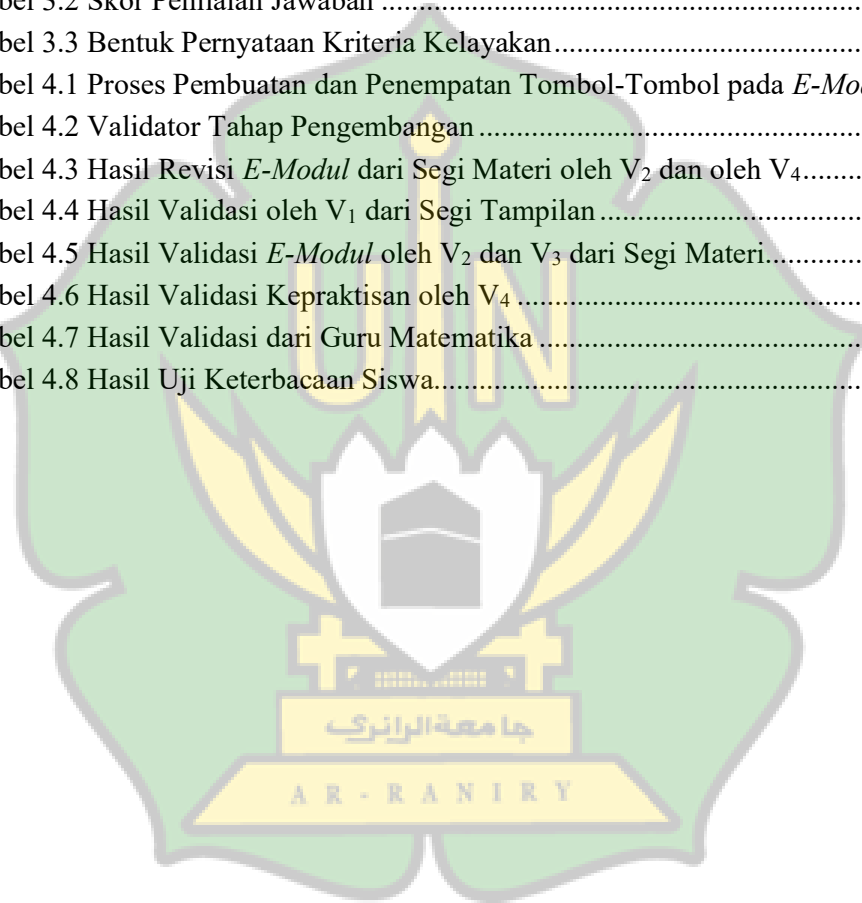 bel 3.2 Skor Penilaian Jawaban ........................................................
bel 3.3 Bentuk Pernyataan Kriteria Kelayakan........................................
bel 4.1 Proses Pembuatan dan Penempatan Tombol-Tombol pada E-Mo
bel 4.2 Validator Tahap Pengembangan..................................................
bel 4.3 Hasil Revisi E-Modul dari Segi Materi oleh V₂ dan oleh V₄........
bel 4.4 Hasil Validasi oleh V₁ dari Segi Tampilan ..................................
bel 4.5 Hasil Validasi E-Modul oleh V₂ dan V₃ dari Segi Materi.............
bel 4.6 Hasil Validasi Kepraktisan oleh V₄ .............................................
bel 4.7 Hasil Validasi dari Guru Matematika ..........................................
bel 4.8 Hasil Uji Keterbacaan Siswa........................................................
UIN
جامعة الرانري
AR-RANIRY